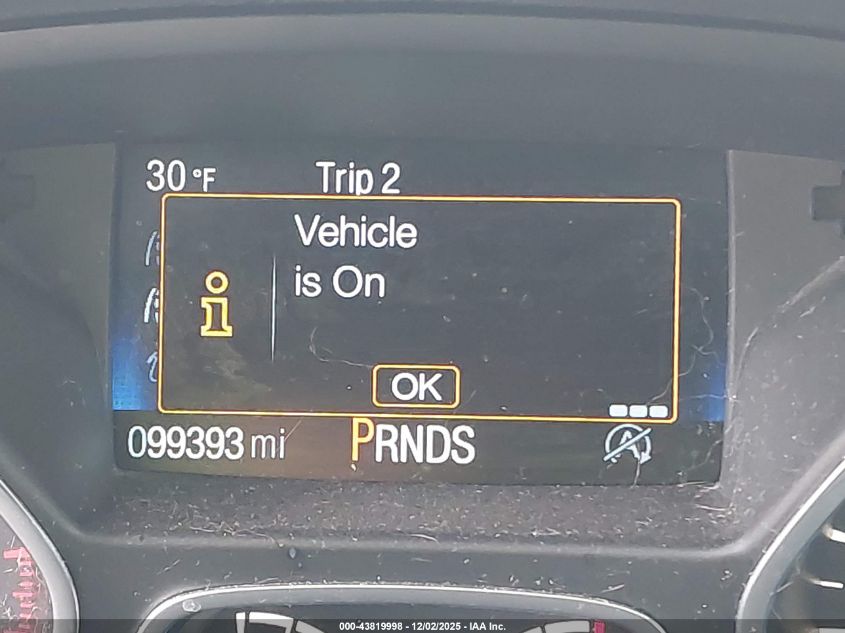 30 °F Trip 2
Vehicle
is On
OK
099393 mi PRNDS
000-43819998 - 12/02/2025 - IAA Inc.